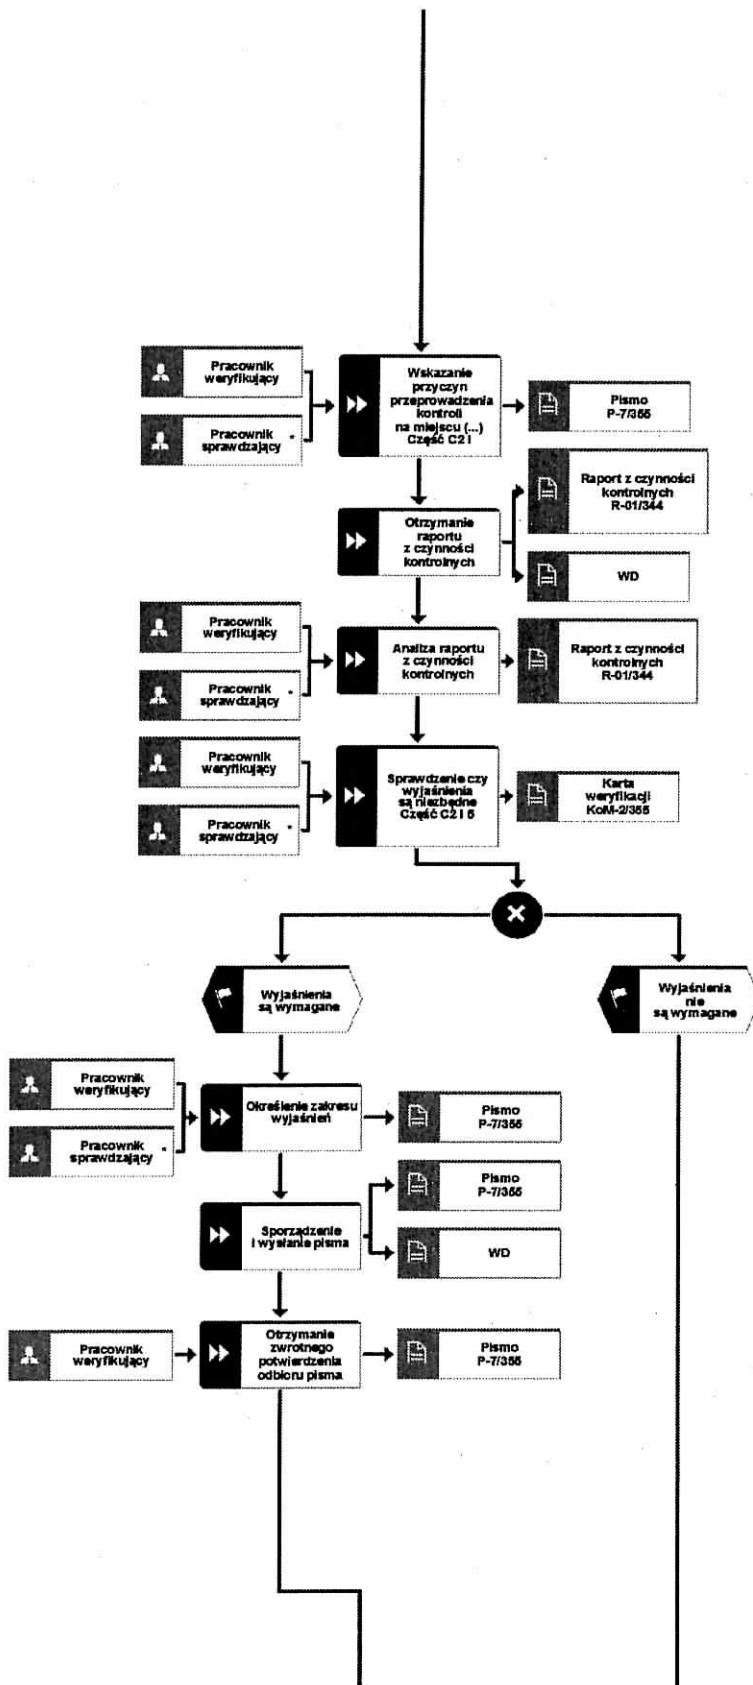 Pracownik
weryfikujący
Pracownik
sprawdzający *
Wskazanie
przyczyn
przeprowadzenia
kontroli
na miejscu (...)
Część C2 I
Pismo
P-7/355
Otrzymanie
raportu
z czynności
kontrolnych
Raport z czynności
kontrolnych
R-01/344
WD
Pracownik
weryfikujący
Pracownik
sprawdzający *
Analiza raportu
z czynności
kontrolnych
Raport z czynności
kontrolnych
R-01/344
Pracownik
weryfikujący
Pracownik
sprawdzający *
Sprawdzenie czy
wyjaśnienia
są niezbędne
Część C2 I 5
Karta
weryfikacji
KoM-2/355
Wyjaśnienia
są wymagane
Wyjaśnienia
nie
są wymagane
Pracownik
weryfikujący
Pracownik
sprawdzający *
Określenie zakresu
wyjaśnień
Pismo
P-7/355
Sporządzenie
i wysłanie pisma
Pismo
P-7/355
WD
Pracownik
weryfikujący
Otrzymanie
zwrotnego
potwierdzenia
odbioru pisma
Pismo
P-7/355